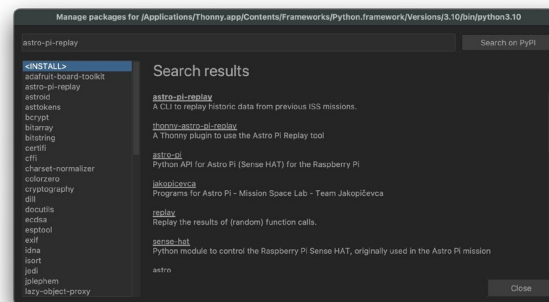 Manage packages for /Applications/Thonny.app/Contents/Frameworks/Python.framework/Versions/3.10/bin/python3.10
astro-pi-replay
Search on PyPI
<INSTALL>
adafruit-board-toolkit
astro-pi-replay
astroid
asttokens
bcrypt
bitarray
bitstring
certifi
cffi
charset-normalizer
colorzero
cryptography
dill
docutils
ecdsa
esptool
exif
idna
isort
jedi
jplephem
lazy-object-proxy
Search results
astro-pi-replay
A CLI to replay historic data from previous ISS missions.
thonny-astro-pi-replay
A Thonny plugin to use the Astro Pi Replay tool
astro-pi
Python API for Astro Pi (Sense HAT) for the Raspberry Pi
jakopicevca
Programs for Astro Pi - Mission Space Lab - Team Jakopičevca
replay
Replay the results of (random) function calls.
sense-hat
Python module to control the Raspberry Pi Sense HAT, originally used in the Astro Pi mission
astro
Close